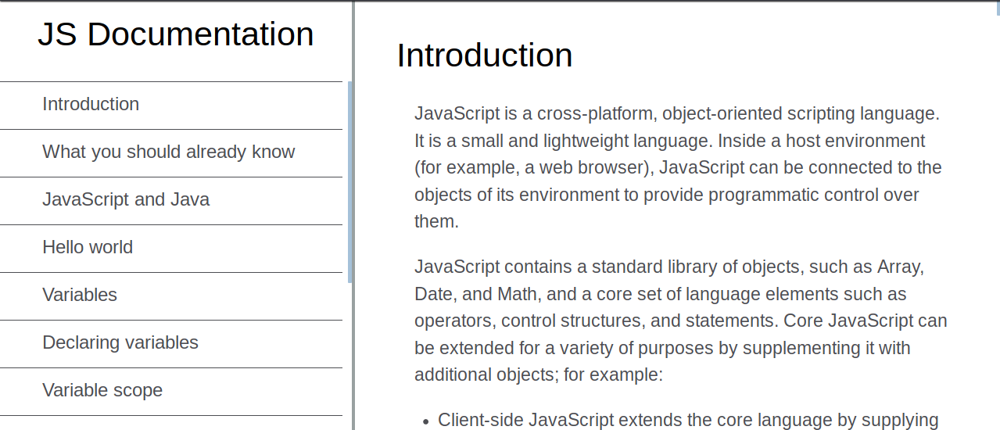 JS Documentation
Introduction
What you should already know
JavaScript and Java
Hello world
Variables
Declaring variables
Variable scope
Introduction
JavaScript is a cross-platform, object-oriented scripting language.
It is a small and lightweight language. Inside a host environment
(for example, a web browser), JavaScript can be connected to the
objects of its environment to provide programmatic control over
them.
JavaScript contains a standard library of objects, such as Array,
Date, and Math, and a core set of language elements such as
operators, control structures, and statements. Core JavaScript can
be extended for a variety of purposes by supplementing it with
additional objects; for example:
• Client-side JavaScript extends the core language by supplying